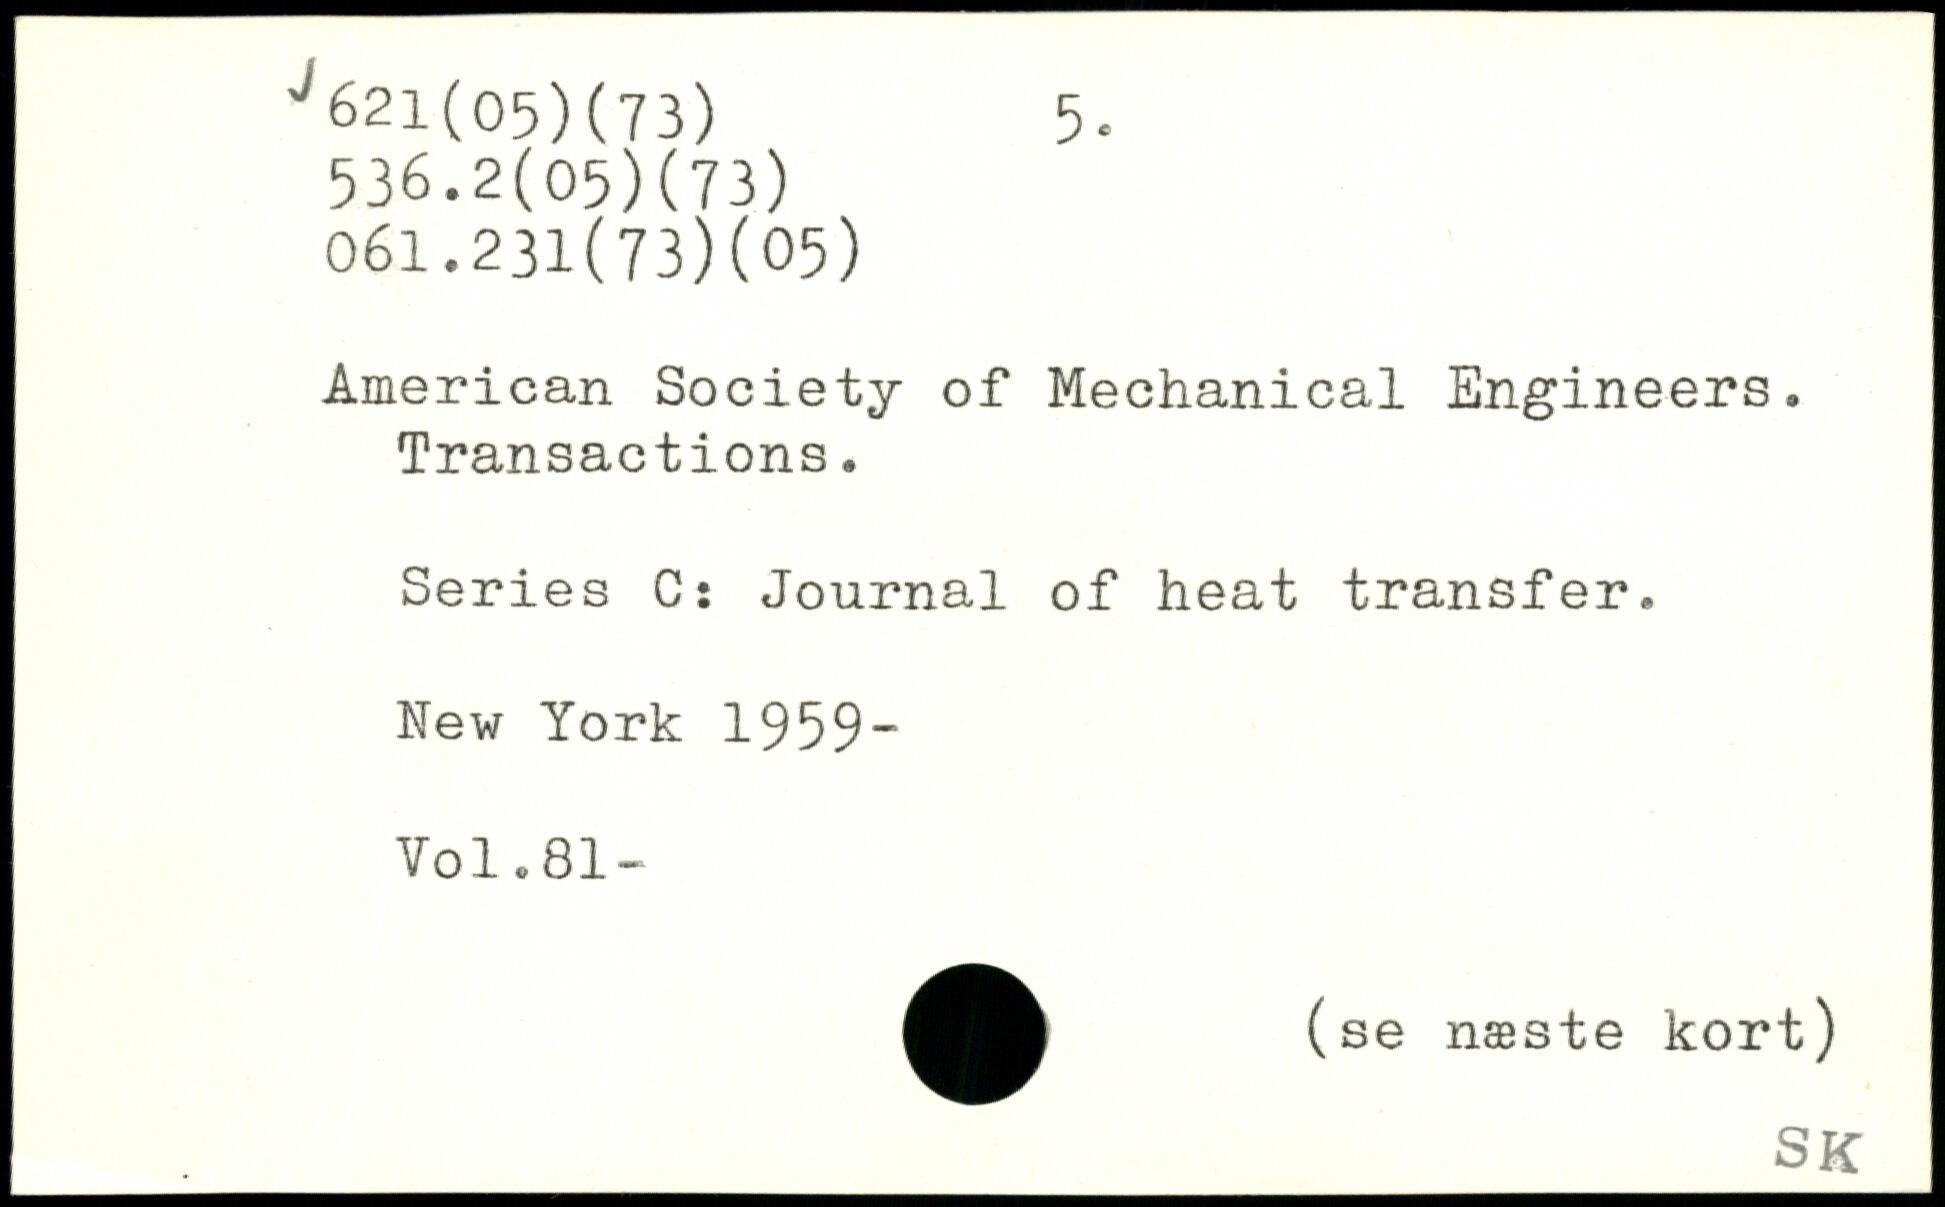 621(05)(73) 5.
536.2(05)(73)
061.231(73)(05)
American Society of Mechanical Engineers.
Transactions.
Series C: Journal of heat transfer.
New York 1959-
Vol.81-
(se næste kort)
SK